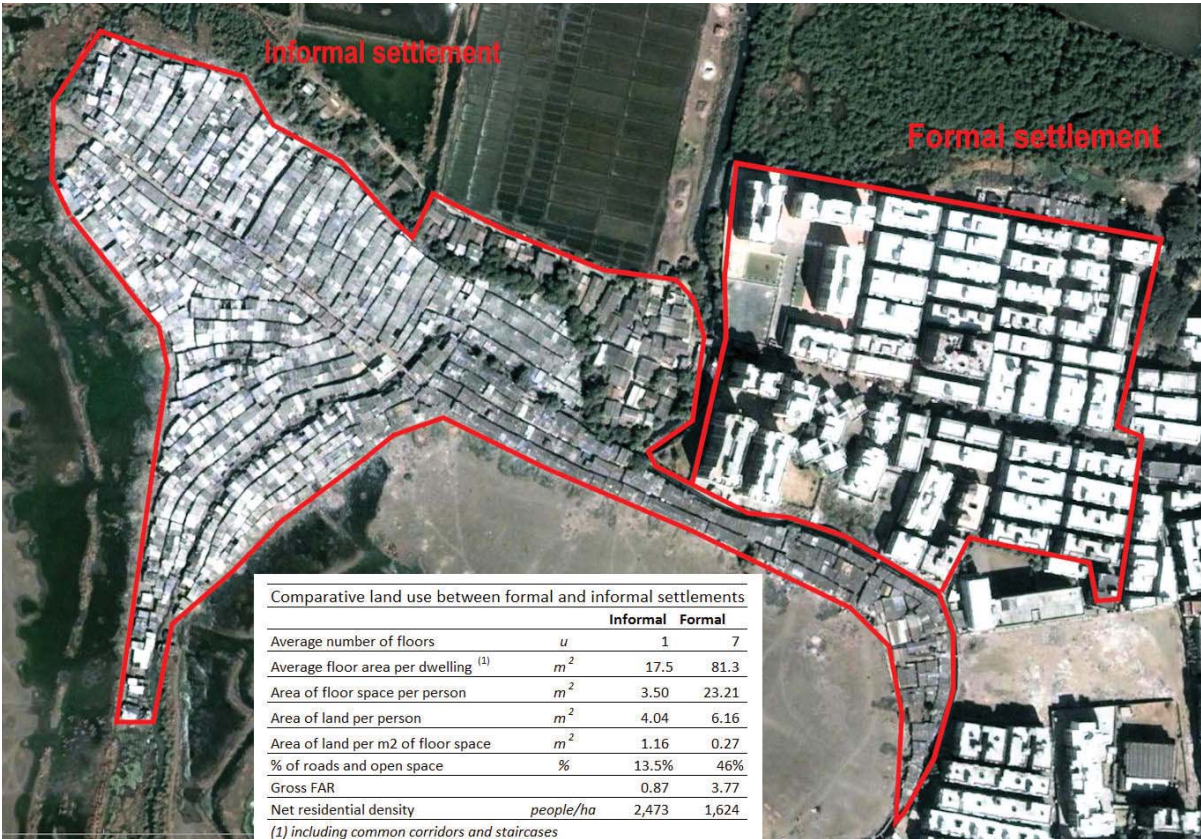 Informal settlement
Formal settlement
Comparative land use between formal and informal settlements
Informal Formal
Average number of floors u 1 7
Average floor area per dwelling (1) m² 17.5 81.3
Area of floor space per person m² 3.50 23.21
Area of land per person m² 4.04 6.16
Area of land per m2 of floor space m² 1.16 0.27
% of roads and open space % 13.5% 46%
Gross FAR 0.87 3.77
Net residential density people/ha 2,473 1,624
(1) including common corridors and staircases